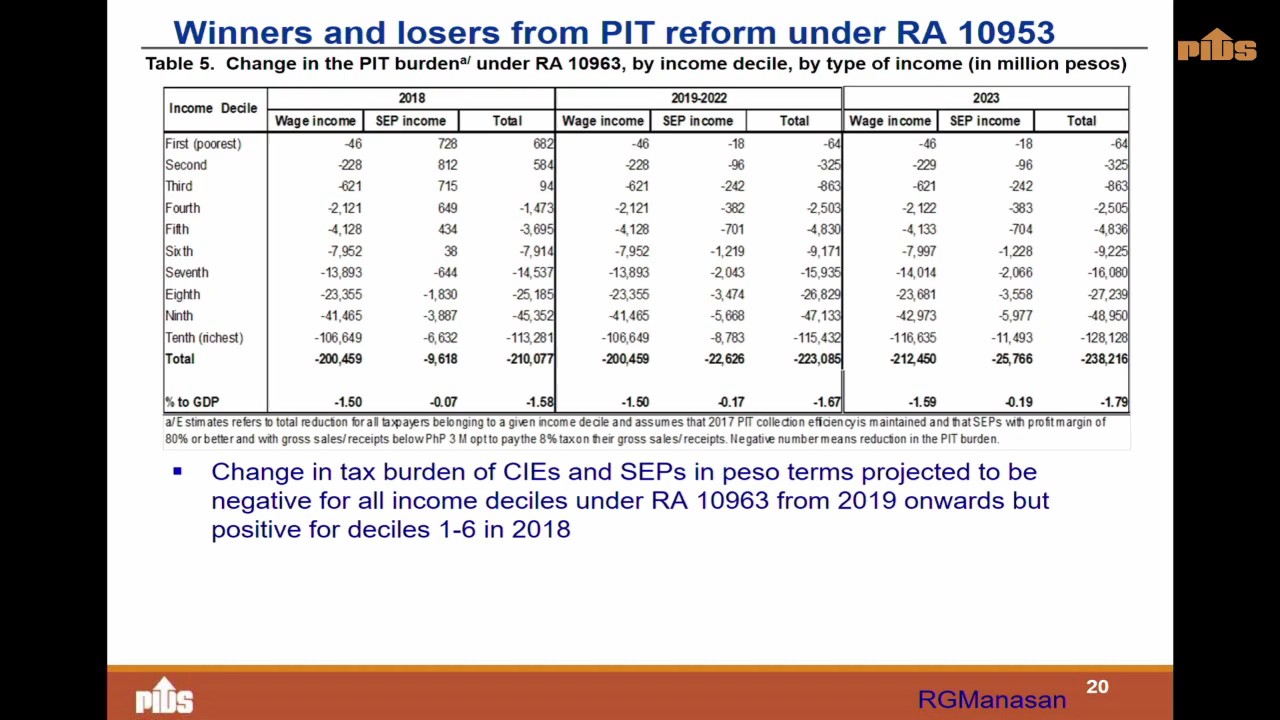 Winners and losers from PIT reform under RA 10953
PIDS
Table 5. Change in the PIT burdena/ under RA 10963, by income decile, by type of income (in million pesos)
Income Decile 2018 2019-2022 2023
Wage income SEP income Total Wage income SEP income Total Wage income SEP income Total
First (poorest) -46 728 682 -46 -18 -64 -46 -18 -64
Second -228 812 584 -228 -96 -325 -229 -96 -325
Third -621 715 94 -621 -242 -863 -621 -242 -863
Fourth -2,121 649 -1,473 -2,121 -382 -2,503 -2,122 -383 -2,505
Fifth -4,128 434 -3,695 -4,128 -701 -4,830 -4,133 -704 -4,836
Sixth -7,952 38 -7,914 -7,952 -1,219 -9,171 -7,997 -1,228 -9,225
Seventh -13,893 -644 -14,537 -13,893 -2,043 -15,935 -14,014 -2,066 -16,080
Eighth -23,355 -1,830 -25,185 -23,355 -3,474 -26,829 -23,681 -3,558 -27,239
Ninth -41,465 -3,887 -45,352 -41,465 -5,668 -47,133 -42,973 -5,977 -48,950
Tenth (richest) -106,649 -6,632 -113,281 -106,649 -8,783 -115,432 -116,635 -11,493 -128,128
Total -200,459 -9,618 -210,077 -200,459 -22,626 -223,085 -212,450 -25,766 -238,216
% to GDP -1.50 -0.07 -1.58 -1.50 -0.17 -1.67 -1.59 -0.19 -1.79
a/ Estimates refers to total reduction for all taxpayers belonging to a given income decile and assumes that 2017 PIT collection efficiency is maintained and that SEPs with profit margin of
80% or better and with gross sales/receipts below PhP 3 M opt to pay the 8% tax on their gross sales/receipts. Negative number means reduction in the PIT burden.
▪ Change in tax burden of CIEs and SEPs in peso terms projected to be
negative for all income deciles under RA 10963 from 2019 onwards but
positive for deciles 1-6 in 2018
PIDS
RGManasan
20